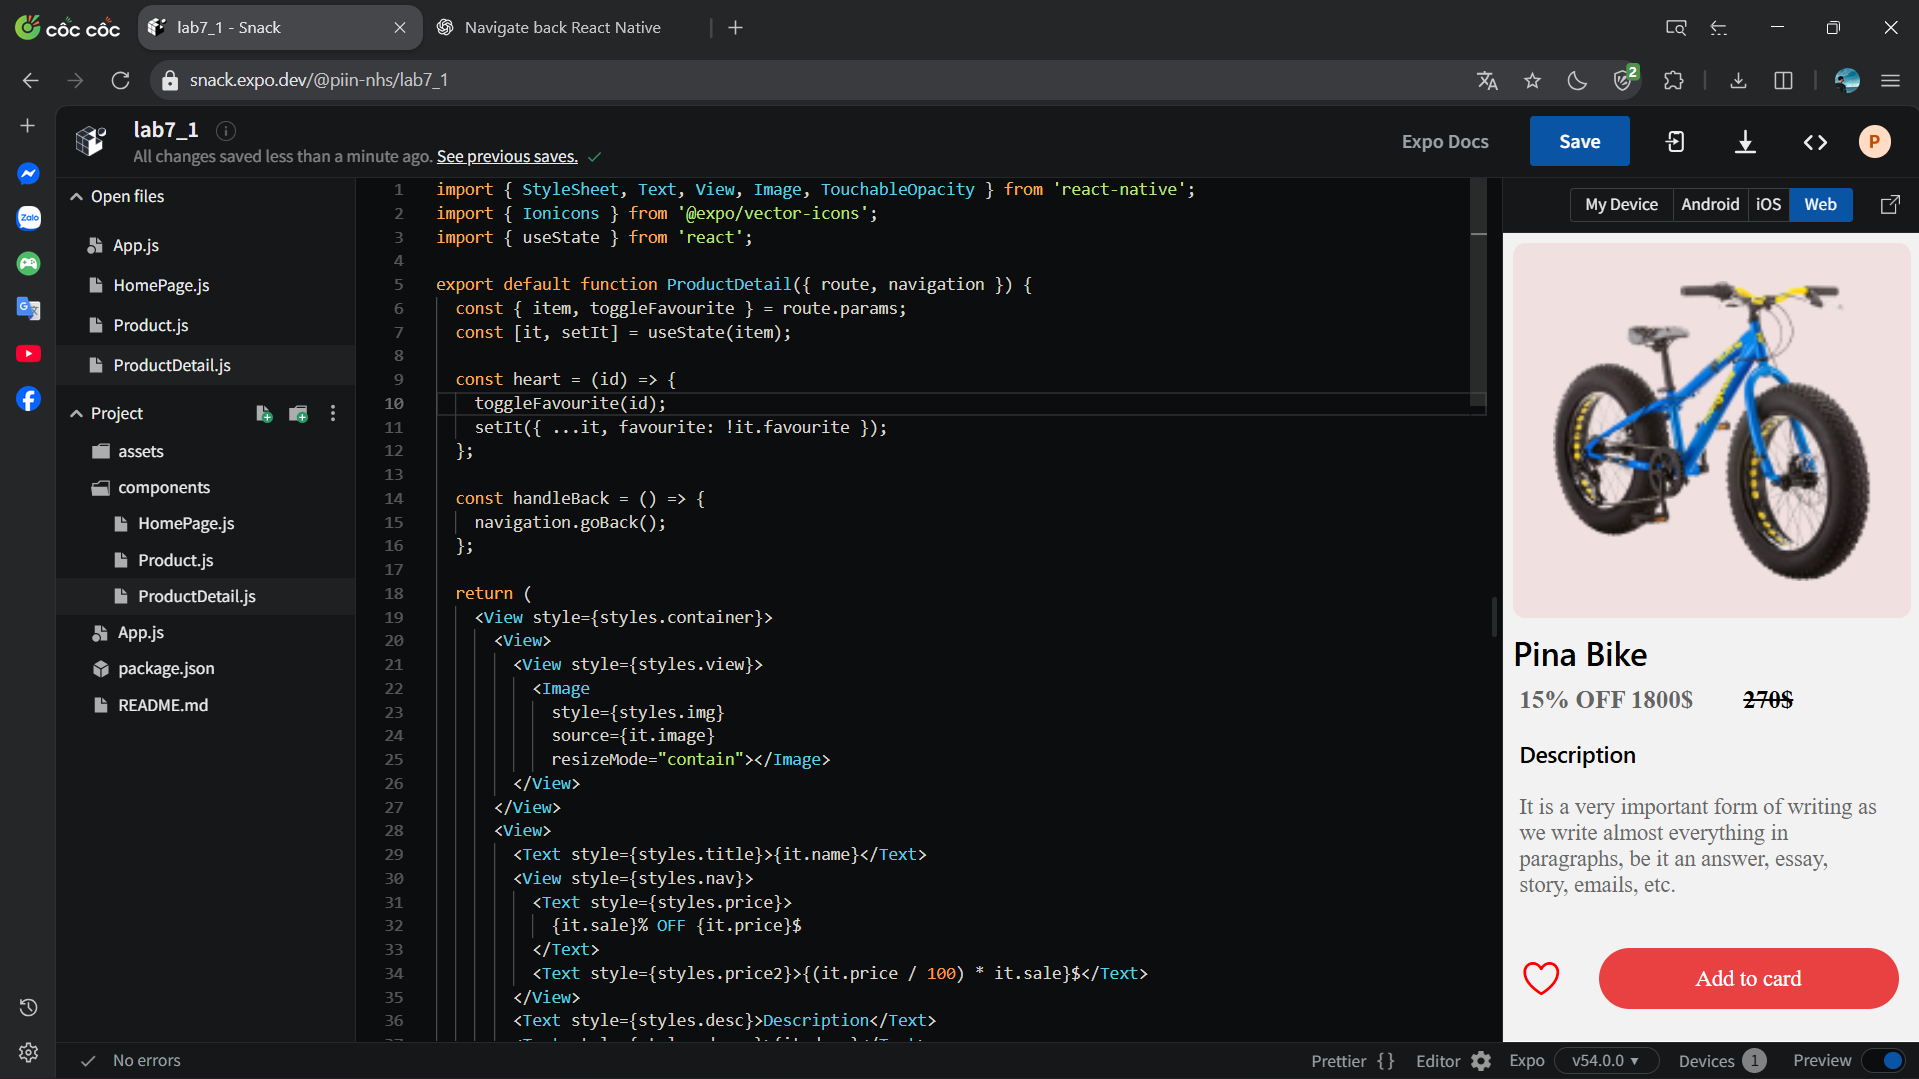 cốc cốc
lab7_1 - Snack
Navigate back React Native
snack.expo.dev/@piin-nhs/lab7_1
2
lab7_1
All changes saved less than a minute ago. See previous saves.
Expo Docs
Save
P
Zalo
Open files
App.js
HomePage.js
Product.js
ProductDetail.js
Project
assets
components
HomePage.js
Product.js
ProductDetail.js
App.js
package.json
README.md
1 import { StyleSheet, Text, View, Image, TouchableOpacity } from 'react-native';
2 import { Ionicons } from '@expo/vector-icons';
3 import { useState } from 'react';
4
5 export default function ProductDetail({ route, navigation }) {
6 const { item, toggleFavourite } = route.params;
7 const [it, setIt] = useState(item);
8
9 const heart = (id) => {
10 toggleFavourite(id);
11 setIt({ ...it, favourite: !it.favourite });
12 };
13
14 const handleBack = () => {
15 navigation.goBack();
16 };
17
18 return (
19 <View style={styles.container}>
20 <View>
21 <View style={styles.view}>
22 <Image
23 style={styles.img}
24 source={it.image}
25 resizeMode="contain"></Image>
26 </View>
27 </View>
28 <View>
29 <Text style={styles.title}>{it.name}</Text>
30 <View style={styles.nav}>
31 <Text style={styles.price}>
32 {it.sale}% OFF {it.price}$
33 </Text>
34 <Text style={styles.price2}>{(it.price / 100) * it.sale}$</Text>
35 </View>
36 <Text style={styles.desc}>Description</Text>
My Device
Android
iOS
Web
Pina Bike
15% OFF 1800$
270$
Description
It is a very important form of writing as
we write almost everything in
paragraphs, be it an answer, essay,
story, emails, etc.
Add to card
No errors
Prettier { }
Editor
Expo
v54.0.0
Devices 1
Preview